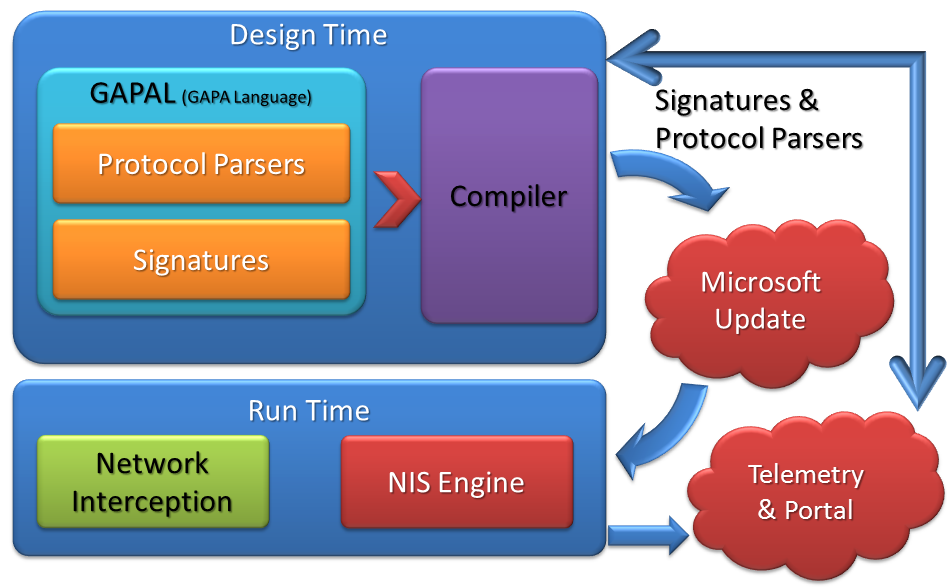 Design Time
GAPAL (GAPA Language)
Protocol Parsers
Signatures
Compiler
Signatures &
Protocol Parsers
Microsoft
Update
Run Time
Network
Interception
NIS Engine
Telemetry
& Portal